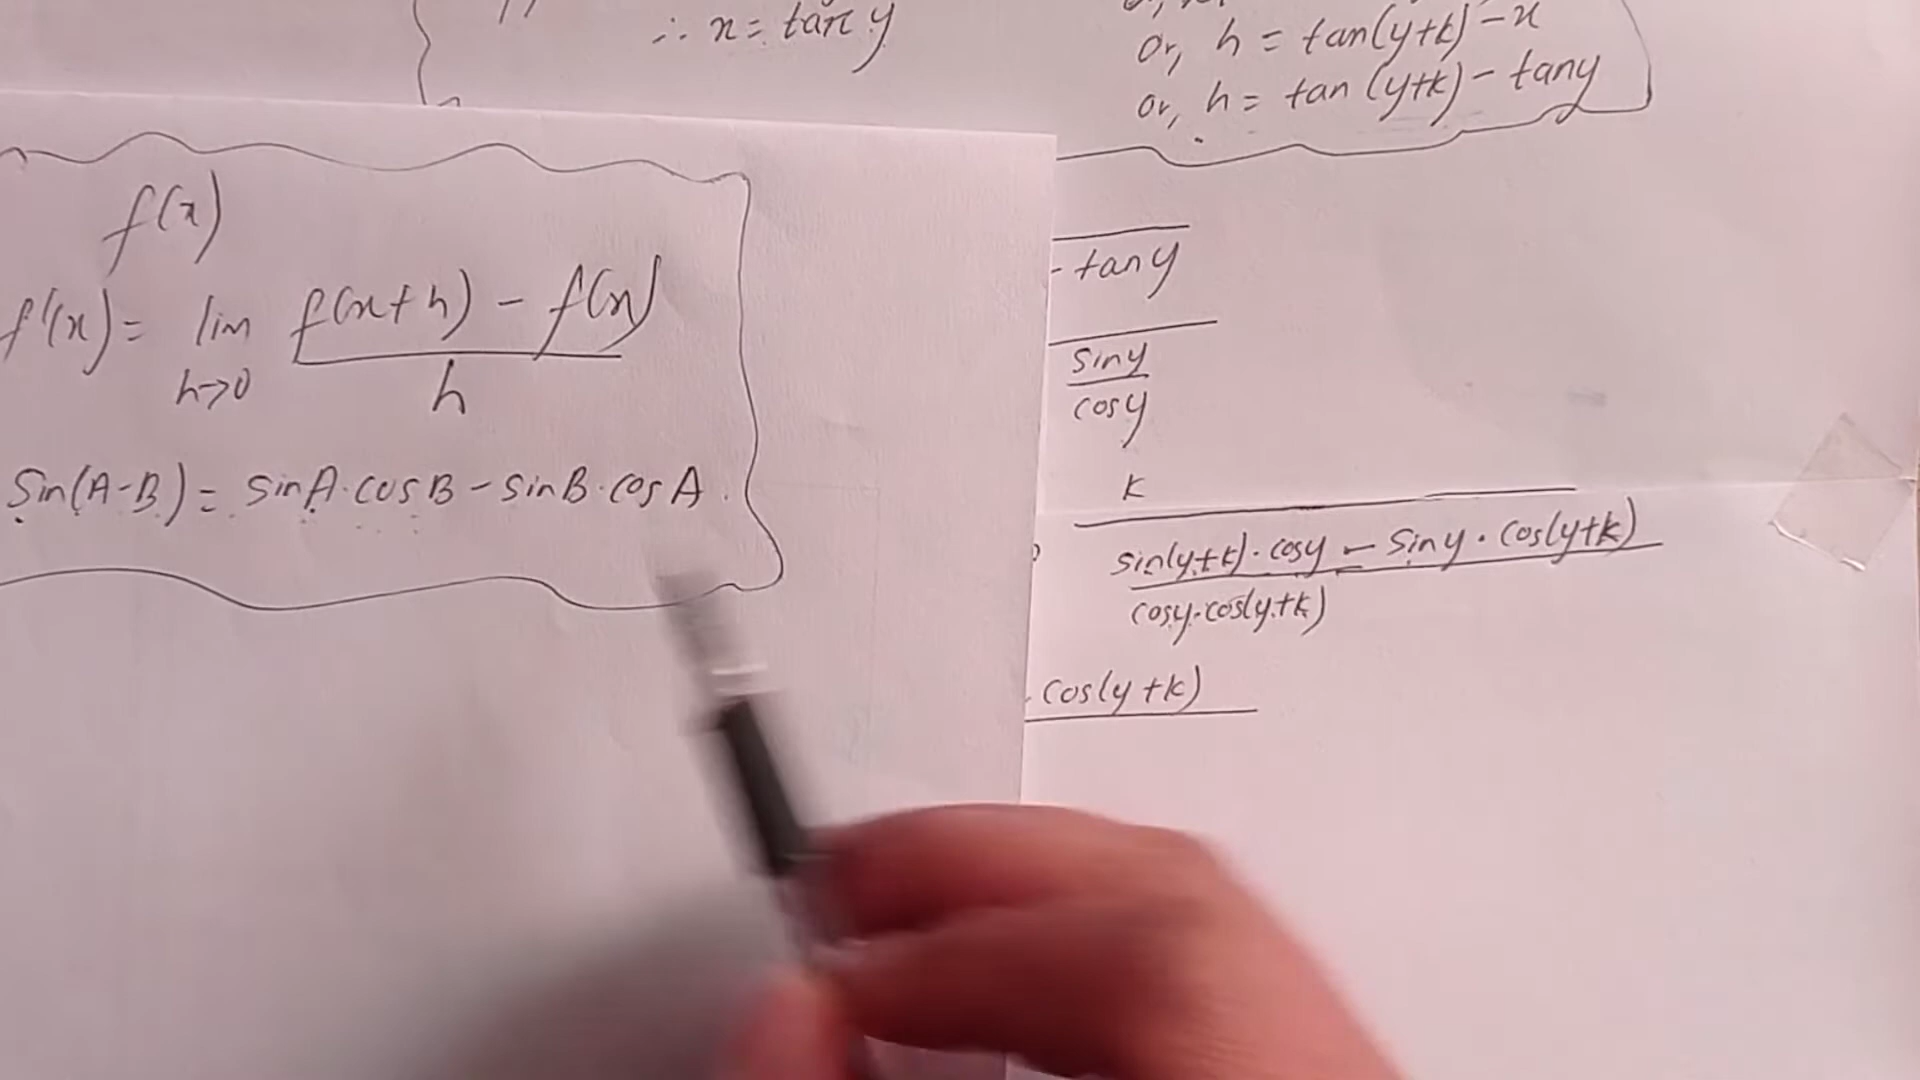 ∴ x = tan y
or, h = tan(y+k) - x
or, h = tan (y+k) - tany
f(x)
f'(x) = lim f(x+h) - f(x)
h→0 h
Sin(A-B) = sinA.cosB - sinB.cosA.
- tany
siny
cosy
k
sin(y+k).cosy - siny.cos(y+k)
cosy.cos(y+k)
. cos(y+k)